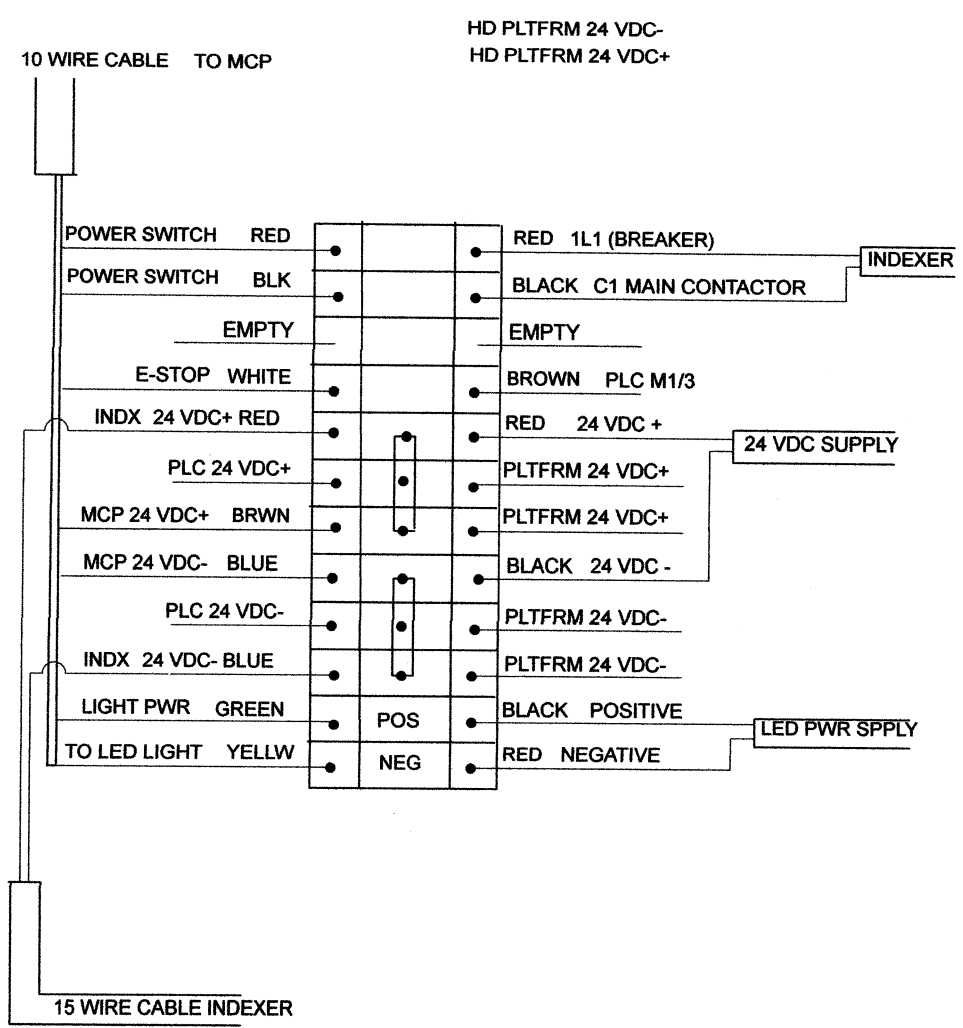 HD PLTFRM 24 VDC-
HD PLTFRM 24 VDC+
10 WIRE CABLE TO MCP
POWER SWITCH RED
RED 1L1 (BREAKER)
INDEXER
POWER SWITCH BLK
BLACK C1 MAIN CONTACTOR
EMPTY
EMPTY
E-STOP WHITE
BROWN PLC M1/3
INDX 24 VDC+ RED
RED 24 VDC +
24 VDC SUPPLY
PLC 24 VDC+
PLTFRM 24 VDC+
MCP 24 VDC+ BRWN
PLTFRM 24 VDC+
MCP 24 VDC- BLUE
BLACK 24 VDC -
PLC 24 VDC-
PLTFRM 24 VDC-
INDX 24 VDC- BLUE
PLTFRM 24 VDC-
LIGHT PWR GREEN
POS
BLACK POSITIVE
LED PWR SPPLY
TO LED LIGHT YELLW
NEG
RED NEGATIVE
15 WIRE CABLE INDEXER